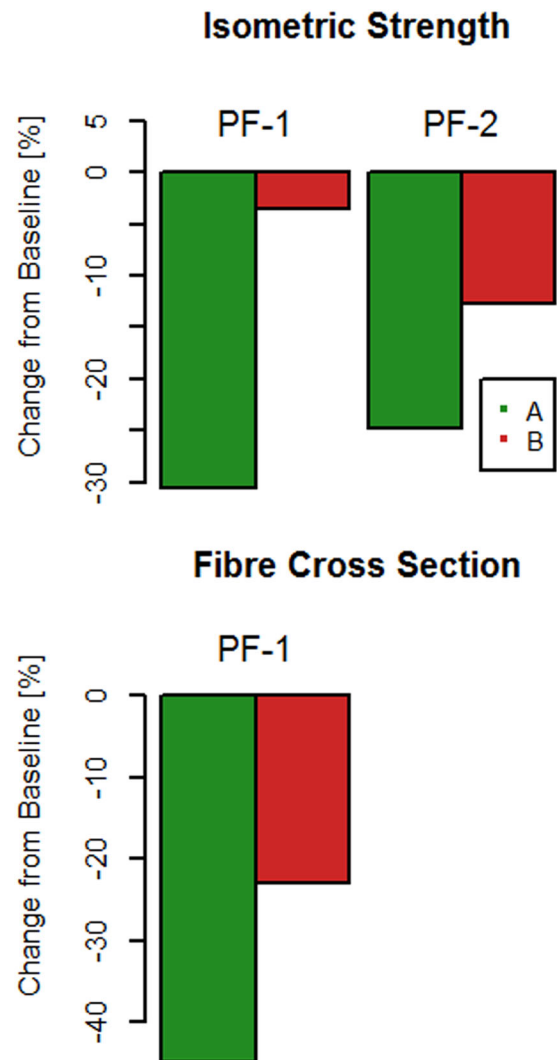 Isometric Strength
PF-1 PF-2
Change from Baseline [%]
5
0
-10
-20
-30
A
B
Fibre Cross Section
PF-1
Change from Baseline [%]
0
-10
-20
-30
-40